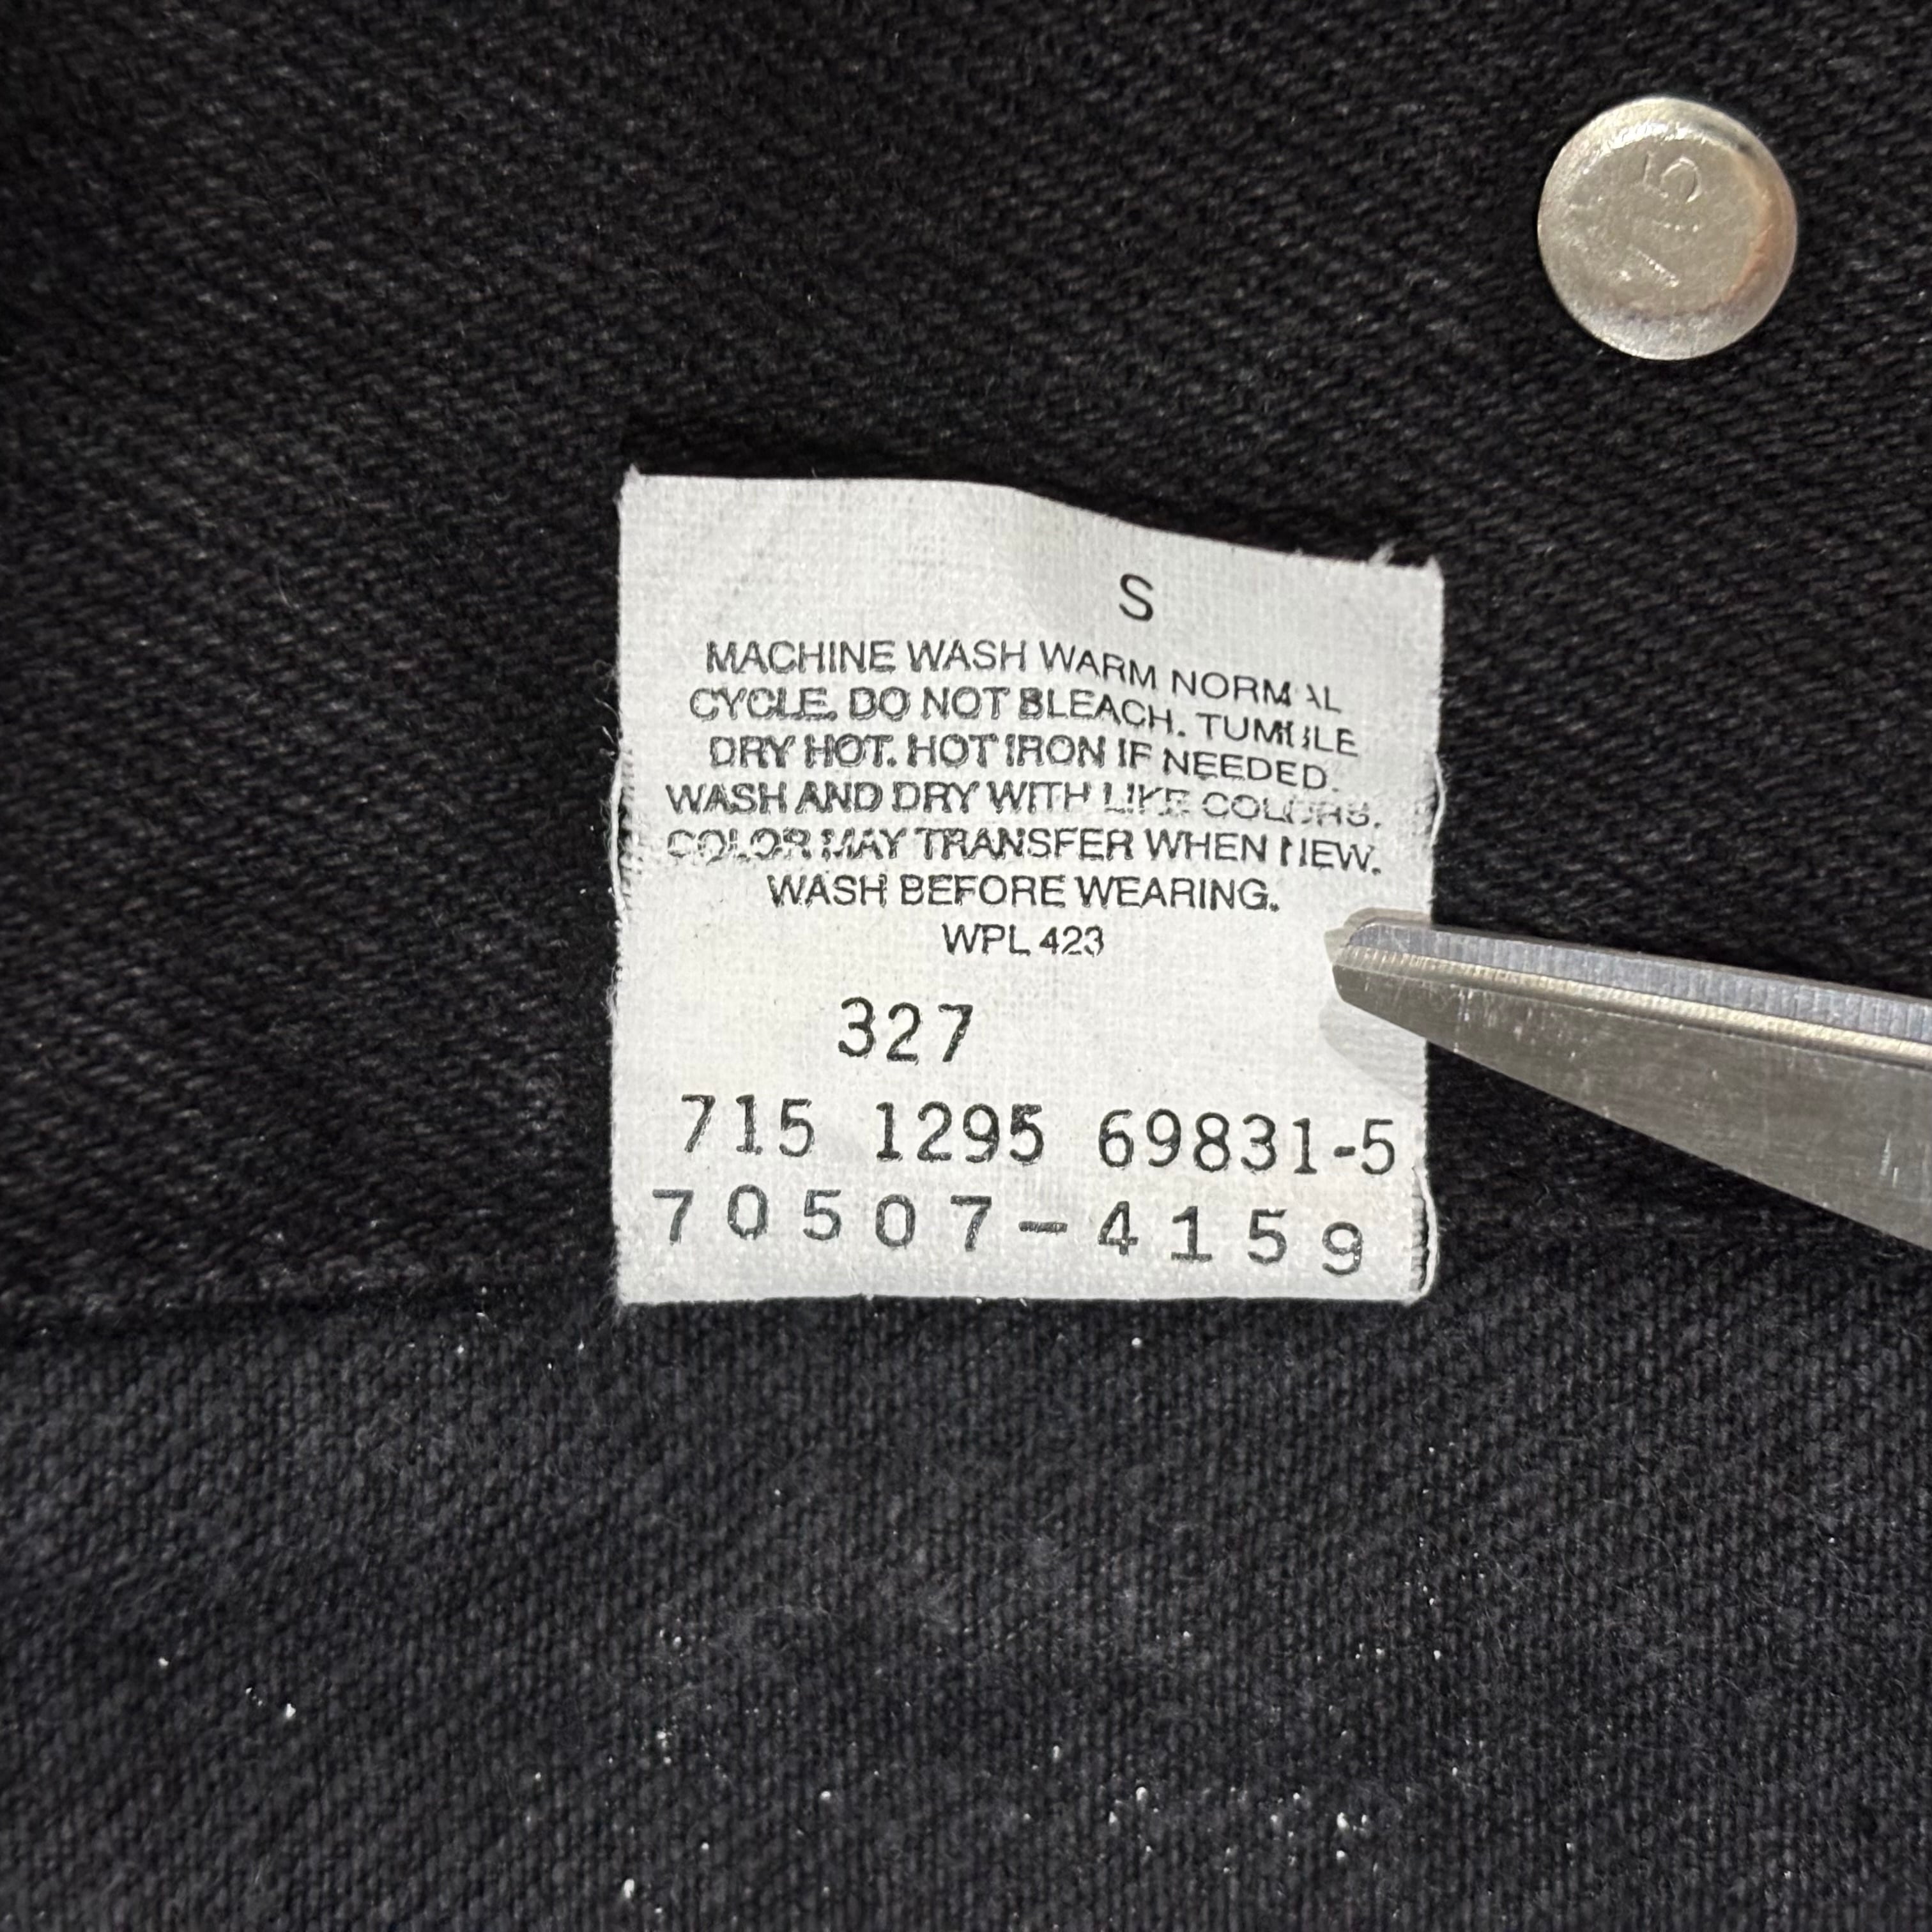 515
S
MACHINE WASH WARM NORMAL
CYCLE. DO NOT BLEACH. TUMBLE
DRY HOT. HOT IRON IF NEEDED.
WASH AND DRY WITH LIKE COLORS.
COLOR MAY TRANSFER WHEN NEW.
WASH BEFORE WEARING.
WPL 423
327
715 1295 69831-5
70507-4159